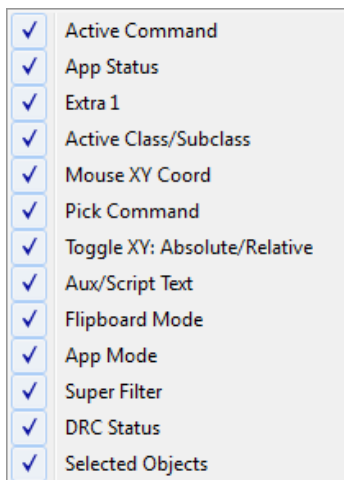 Active Command
App Status
Extra 1
Active Class/Subclass
Mouse XY Coord
Pick Command
Toggle XY: Absolute/Relative
Aux/Script Text
Flipboard Mode
App Mode
Super Filter
DRC Status
Selected Objects